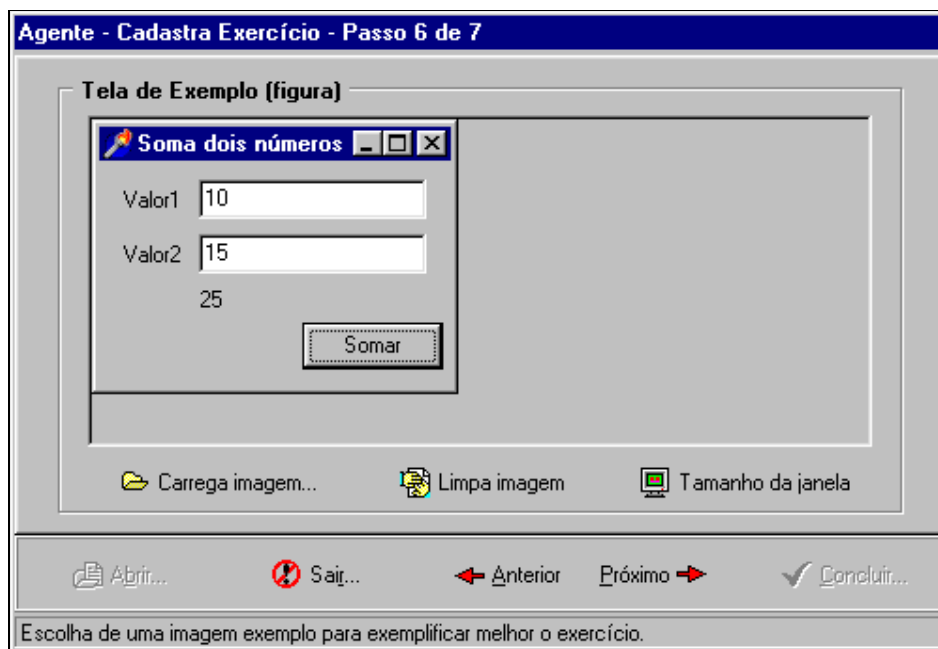 Agente - Cadastra Exercício - Passo 6 de 7
Tela de Exemplo (figura)
Soma dois números
Valor1 10
Valor2 15
25
Somar
Carrega imagem... Limpa imagem Tamanho da janela
Abrir... Sair... Anterior Próximo Concluir...
Escolha de uma imagem exemplo para exemplificar melhor o exercício.